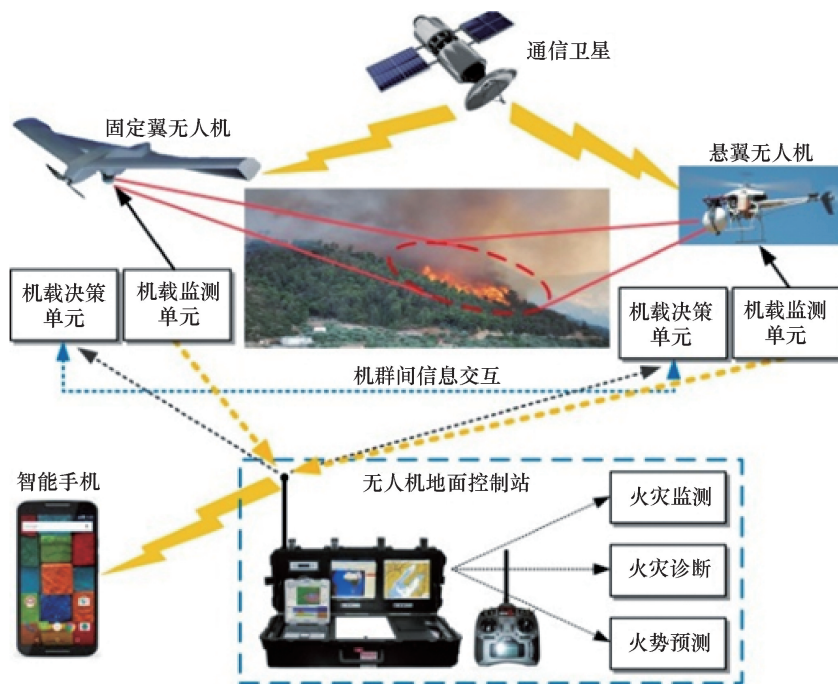 通信卫星
固定翼无人机
悬翼无人机
机载决策
单元
机载监测
单元
机载决策
单元
机载监测
单元
机群间信息交互
智能手机
无人机地面控制站
火灾监测
火灾诊断
火势预测